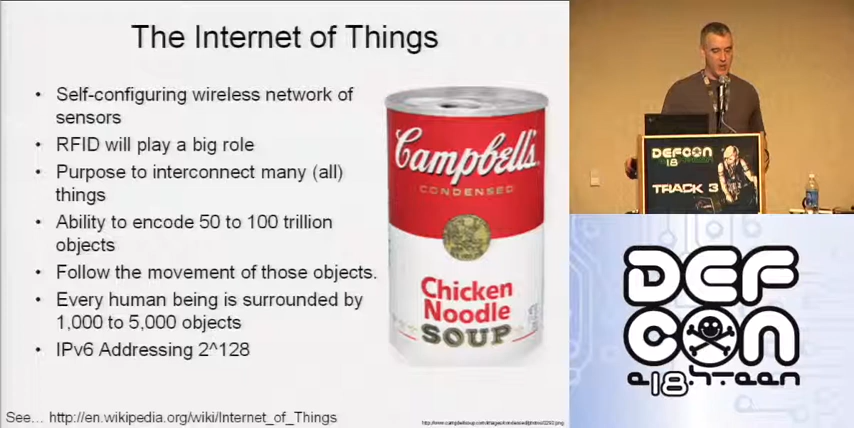 The Internet of Things
• Self-configuring wireless network of
sensors
• RFID will play a big role
• Purpose to interconnect many (all)
things
• Ability to encode 50 to 100 trillion
objects
• Follow the movement of those objects.
• Every human being is surrounded by
1,000 to 5,000 objects
• IPv6 Addressing 2^128
See... http://en.wikipedia.org/wiki/Internet_of_Things
Campbell's
CONDENSED
Chicken
Noodle
SOUP
DEFCON
18
TRACK 3
DEF
CON
e18h.teen